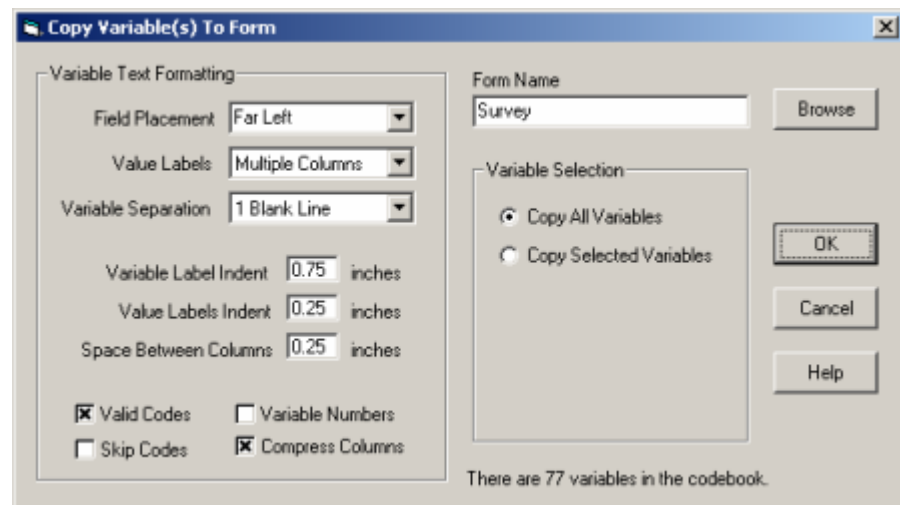 Copy Variable(s) To Form
Variable Text Formatting
Field Placement Far Left
Value Labels Multiple Columns
Variable Separation 1 Blank Line
Variable Label Indent 0.75 inches
Value Labels Indent 0.25 inches
Space Between Columns 0.25 inches
Valid Codes Variable Numbers
Skip Codes Compress Columns
Form Name
Survey Browse
Variable Selection
Copy All Variables
Copy Selected Variables
OK
Cancel
Help
There are 77 variables in the codebook.